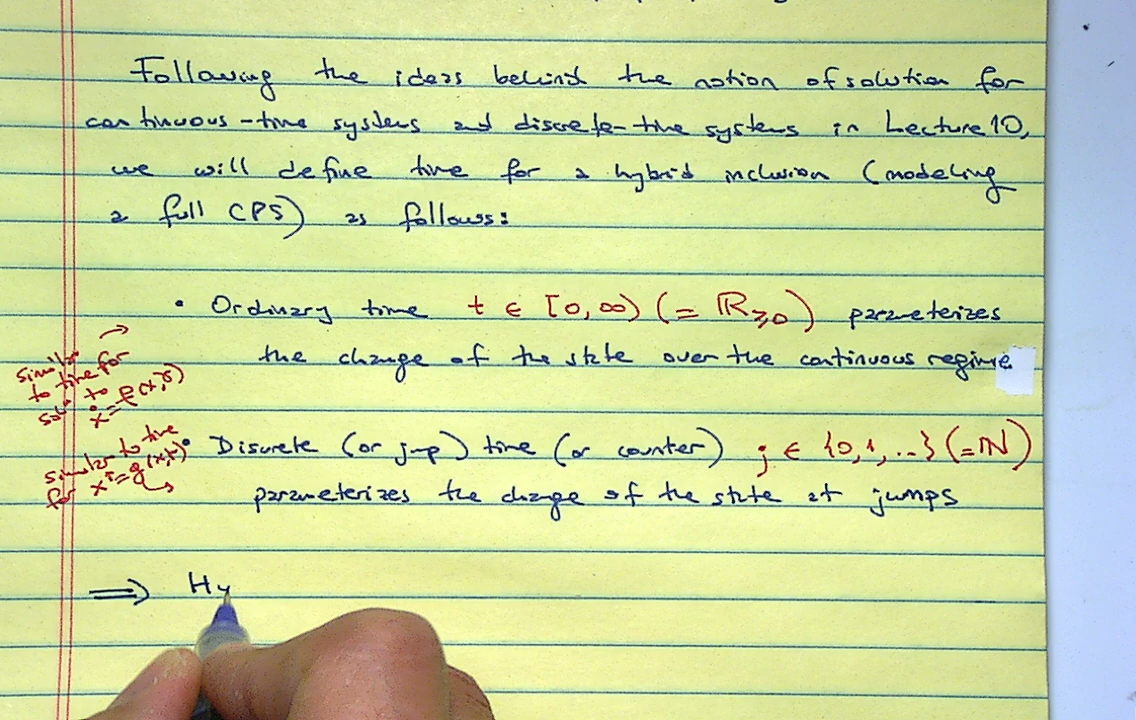 Following the ideas behind the notion of solution for
continuous-time systems and discrete-time systems in Lecture 10,
we will define time for a hybrid inclusion (modeling
a full CPS) as follows:
• Ordinary time t ∈ [0,∞) (= ℝ≥0) parameterizes
the change of the state over the continuous regime
similar
to time for
sol. to
ẋ = f(x,γ)
• Discrete (or jump) time (or counter) j ∈ {0,1,...} (=ℕ)
parameterizes the change of the state at jumps
similar to time
for x⁺=g(x,γ)
⟹ Hy